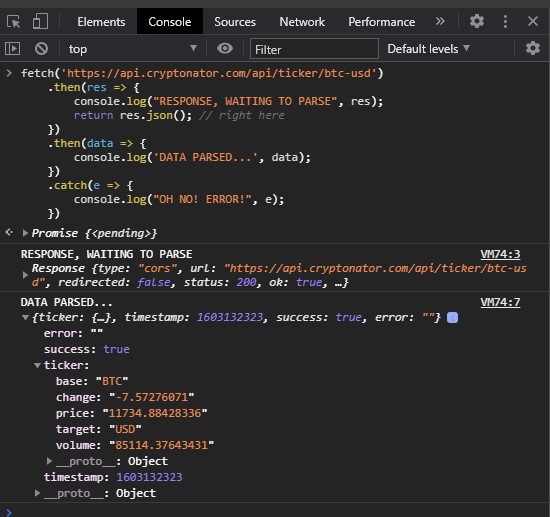 Elements Console Sources Network Performance »
top Filter Default levels
fetch('https://api.cryptonator.com/api/ticker/btc-usd')
.then(res => {
console.log("RESPONSE, WAITING TO PARSE", res);
return res.json(); // right here
})
.then(data => {
console.log('DATA PARSED...', data);
})
.catch(e => {
console.log("OH NO! ERROR!", e);
})
Promise {<pending>}
RESPONSE, WAITING TO PARSE VM74:3
Response {type: "cors", url: "https://api.cryptonator.com/api/ticker/btc-us
d", redirected: false, status: 200, ok: true, …}
DATA PARSED... VM74:7
{ticker: {…}, timestamp: 1603132323, success: true, error: ""} i
error: ""
success: true
ticker:
base: "BTC"
change: "-7.57276071"
price: "11734.88428336"
target: "USD"
volume: "85114.37643431"
__proto__: Object
timestamp: 1603132323
__proto__: Object